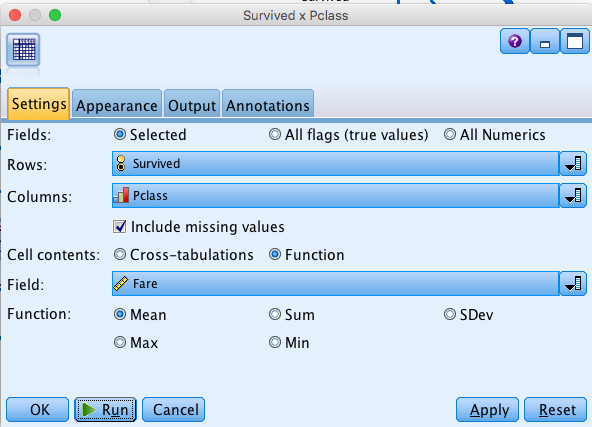 Survived
Survived x Pclass
?
Settings Appearance Output Annotations
Fields: Selected All flags (true values) All Numerics
Rows: Survived
Columns: Pclass
Include missing values
Cell contents: Cross-tabulations Function
Field: Fare
Function: Mean Sum SDev
Max Min
OK Run Cancel Apply Reset